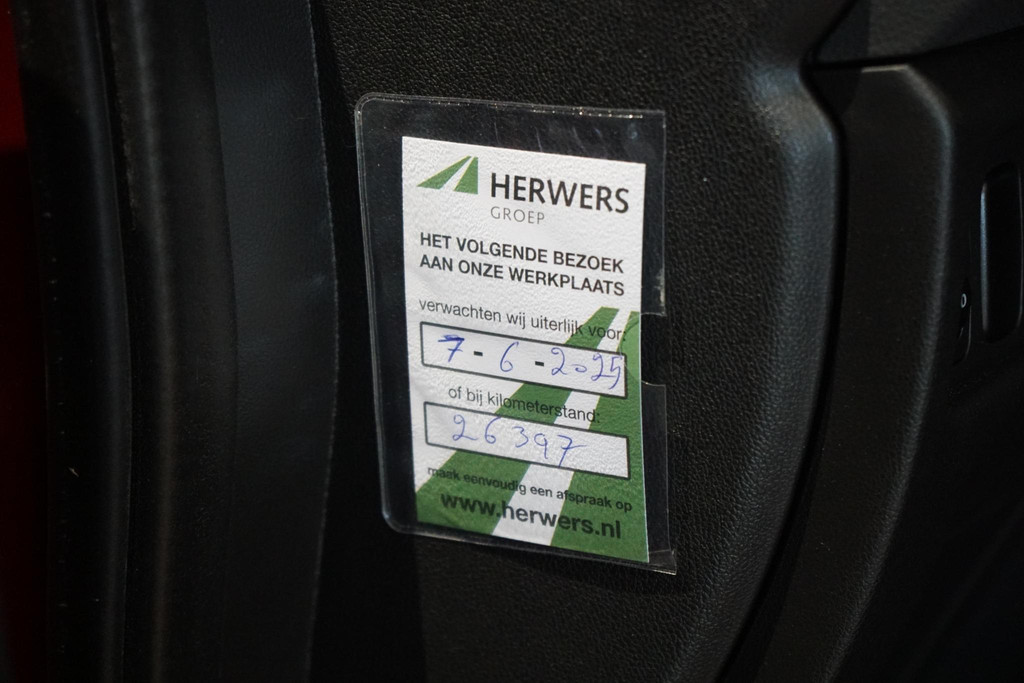 HERWERS
GROEP
HET VOLGENDE BEZOEK
AAN ONZE WERKPLAATS
verwachten wij uiterlijk voor:
7-6-2025
of bij kilometerstand:
26397
maak eenvoudig een afspraak op
www.herwers.nl